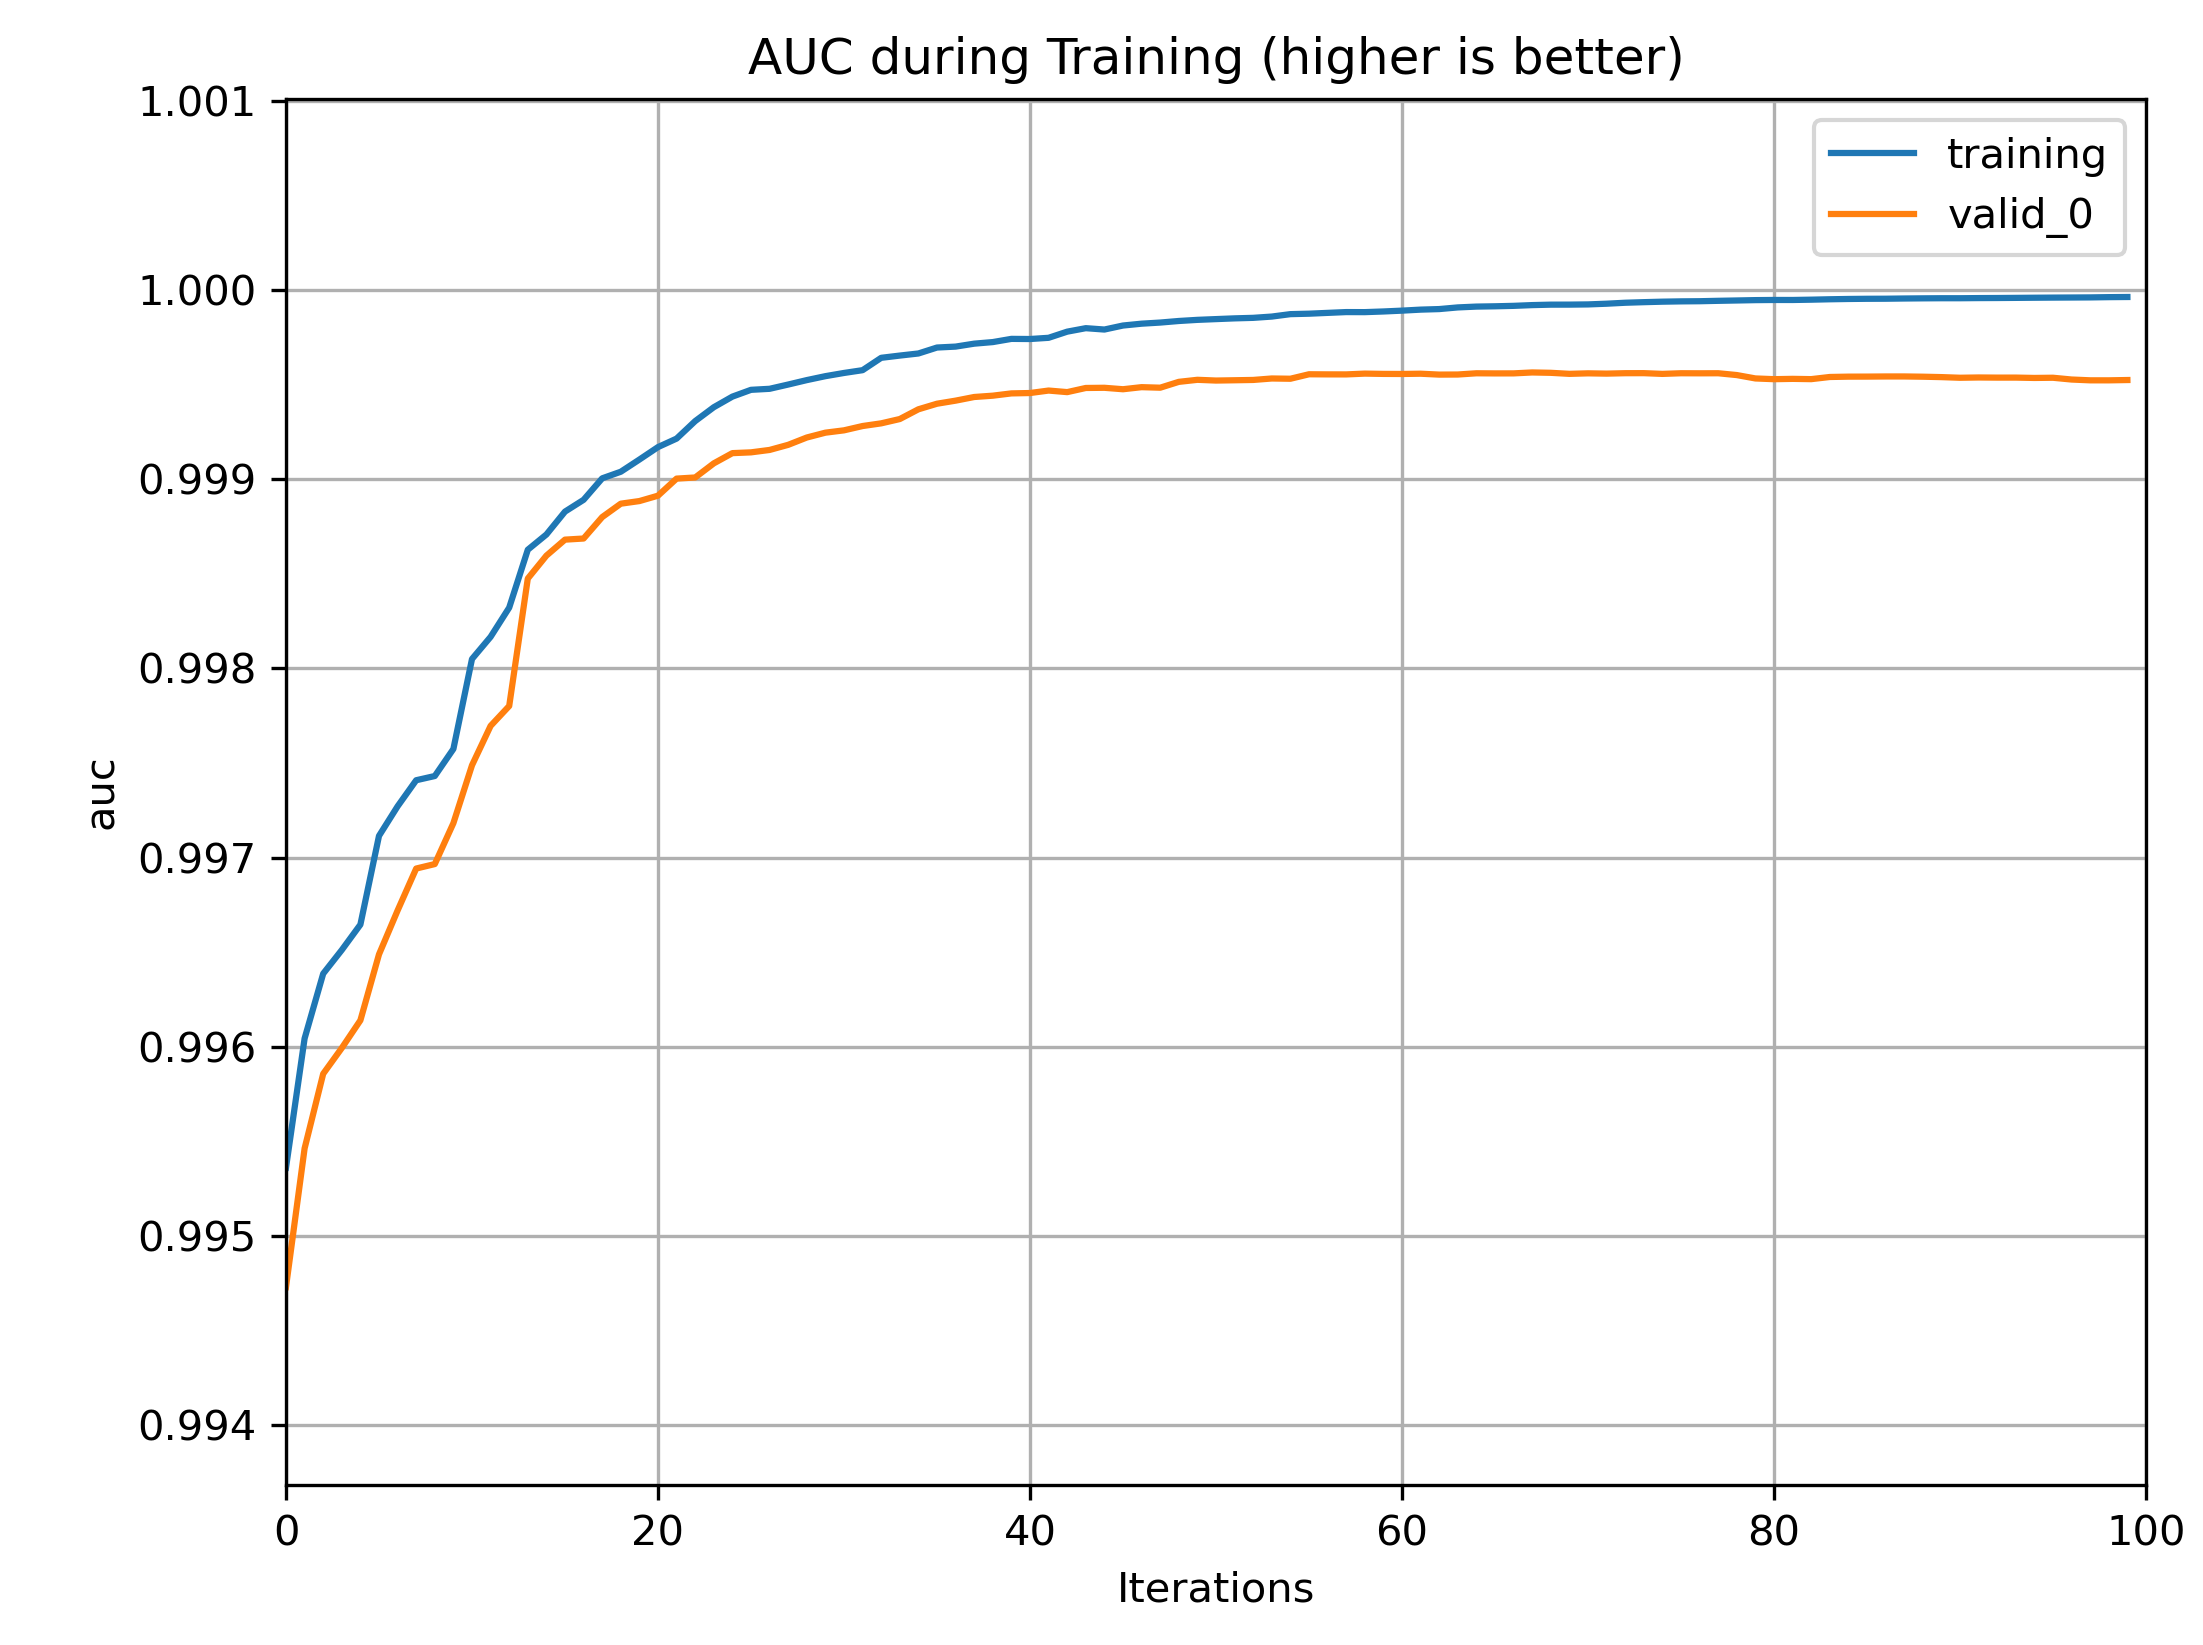 AUC during Training (higher is better)
1.001
1.000
0.999
0.998
0.997
0.996
0.995
0.994
auc
training
valid_0
0 20 40 60 80 100
Iterations